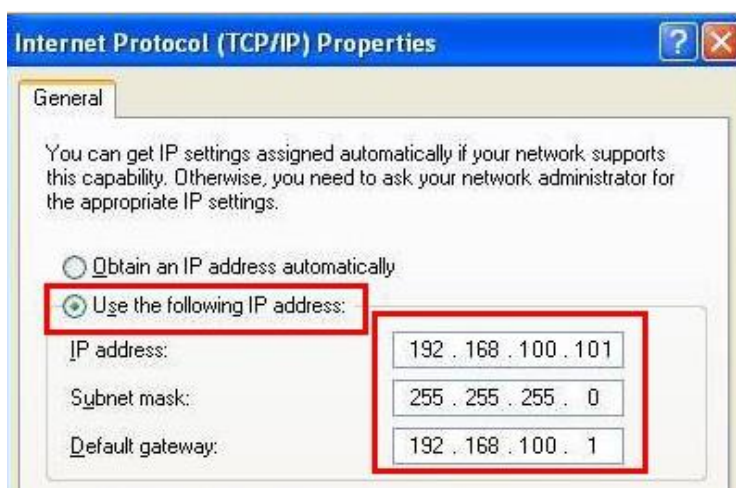 Internet Protocol (TCP/IP) Properties
General
You can get IP settings assigned automatically if your network supports
this capability. Otherwise, you need to ask your network administrator for
the appropriate IP settings.
Obtain an IP address automatically
Use the following IP address:
IP address: 192 . 168 . 100 . 101
Subnet mask: 255 . 255 . 255 . 0
Default gateway: 192 . 168 . 100 . 1